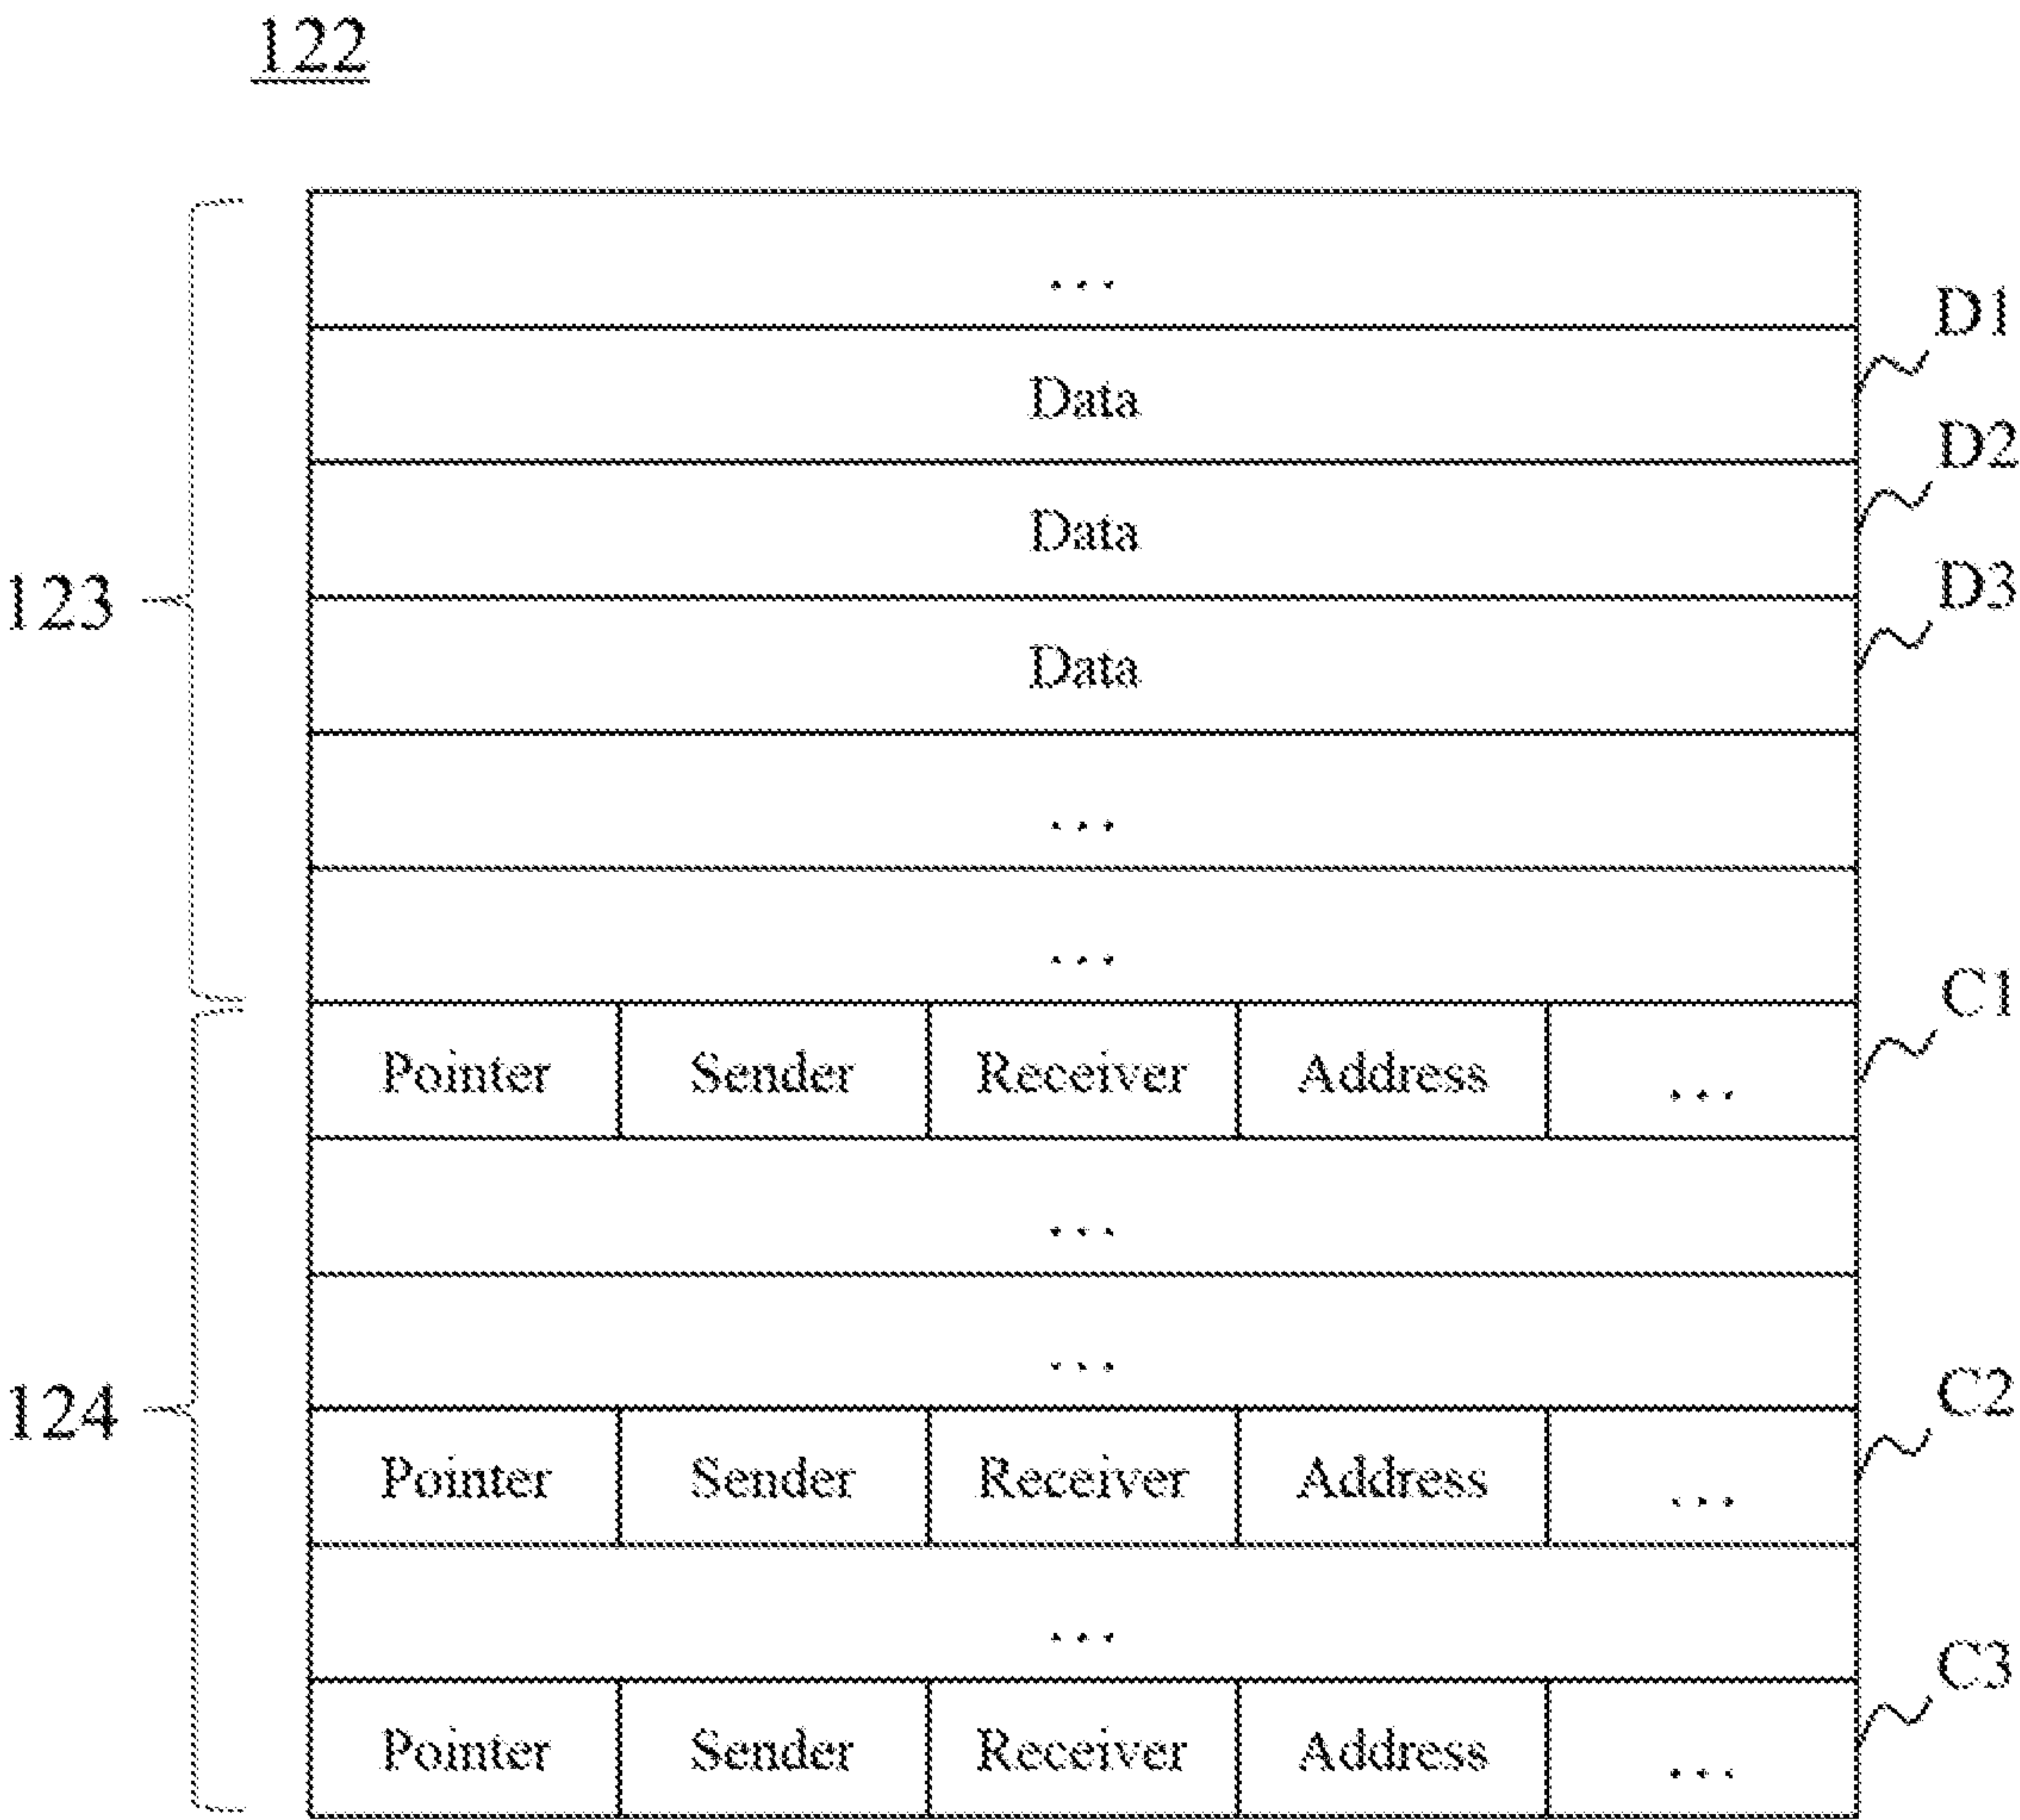 122
...
D1
Data
D2
Data
D3
123
Data
...
...
C1
Pointer Sender Receiver Address ...
...
...
C2
124
Pointer Sender Receiver Address ...
...
C3
Pointer Sender Receiver Address ...